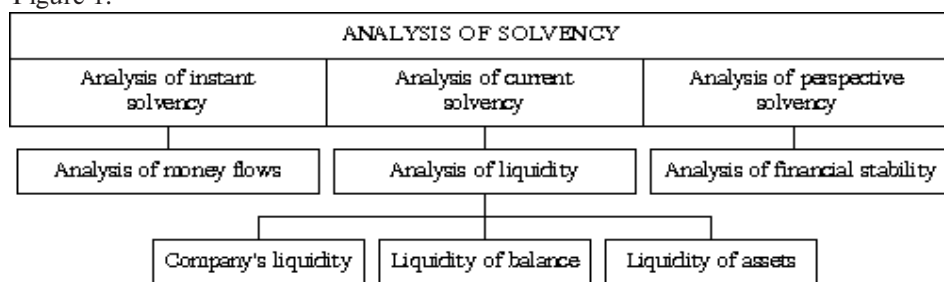 Figure 1.
ANALYSIS OF SOLVENCY
Analysis of instant
solvency
Analysis of current
solvency
Analysis of perspective
solvency
Analysis of money flows
Analysis of liquidity
Analysis of financial stability
Company's liquidity
Liquidity of balance
Liquidity of assets